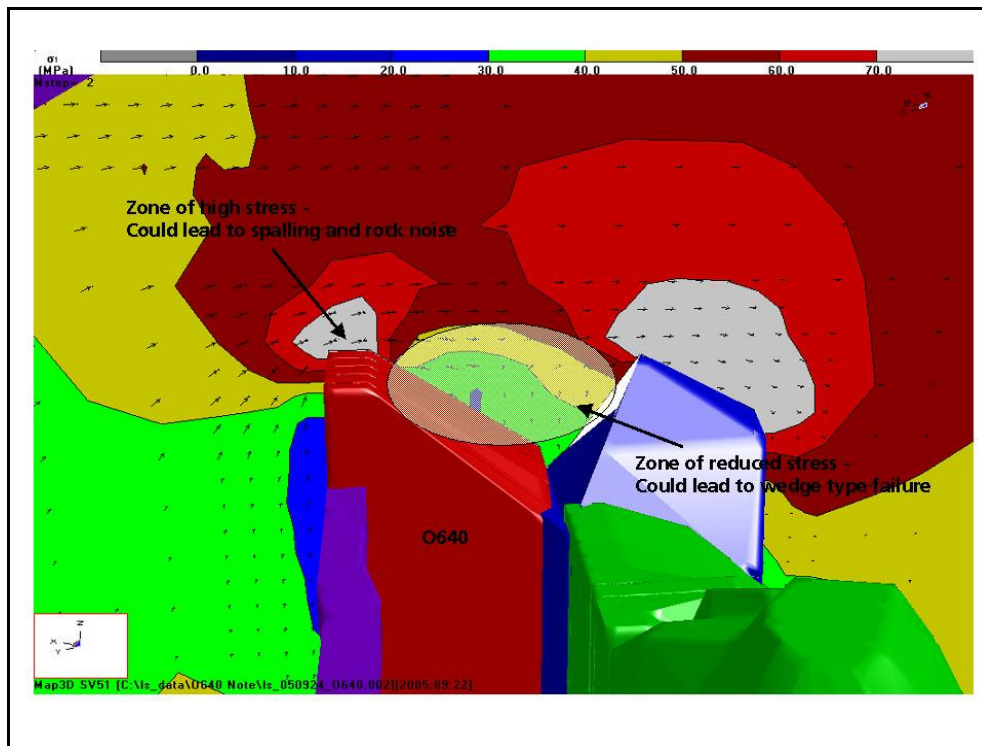 σ1
(MPa)
0.0 10.0 20.0 30.0 40.0 50.0 60.0 70.0
Mstep= 2
Zone of high stress -
Could lead to spalling and rock noise
Zone of reduced stress -
Could lead to wedge type failure
O640
Z
X
Y
Map3D SV51 [C:\ls_data\O640 Note\ls_050924_O640.002][2005:09:22]